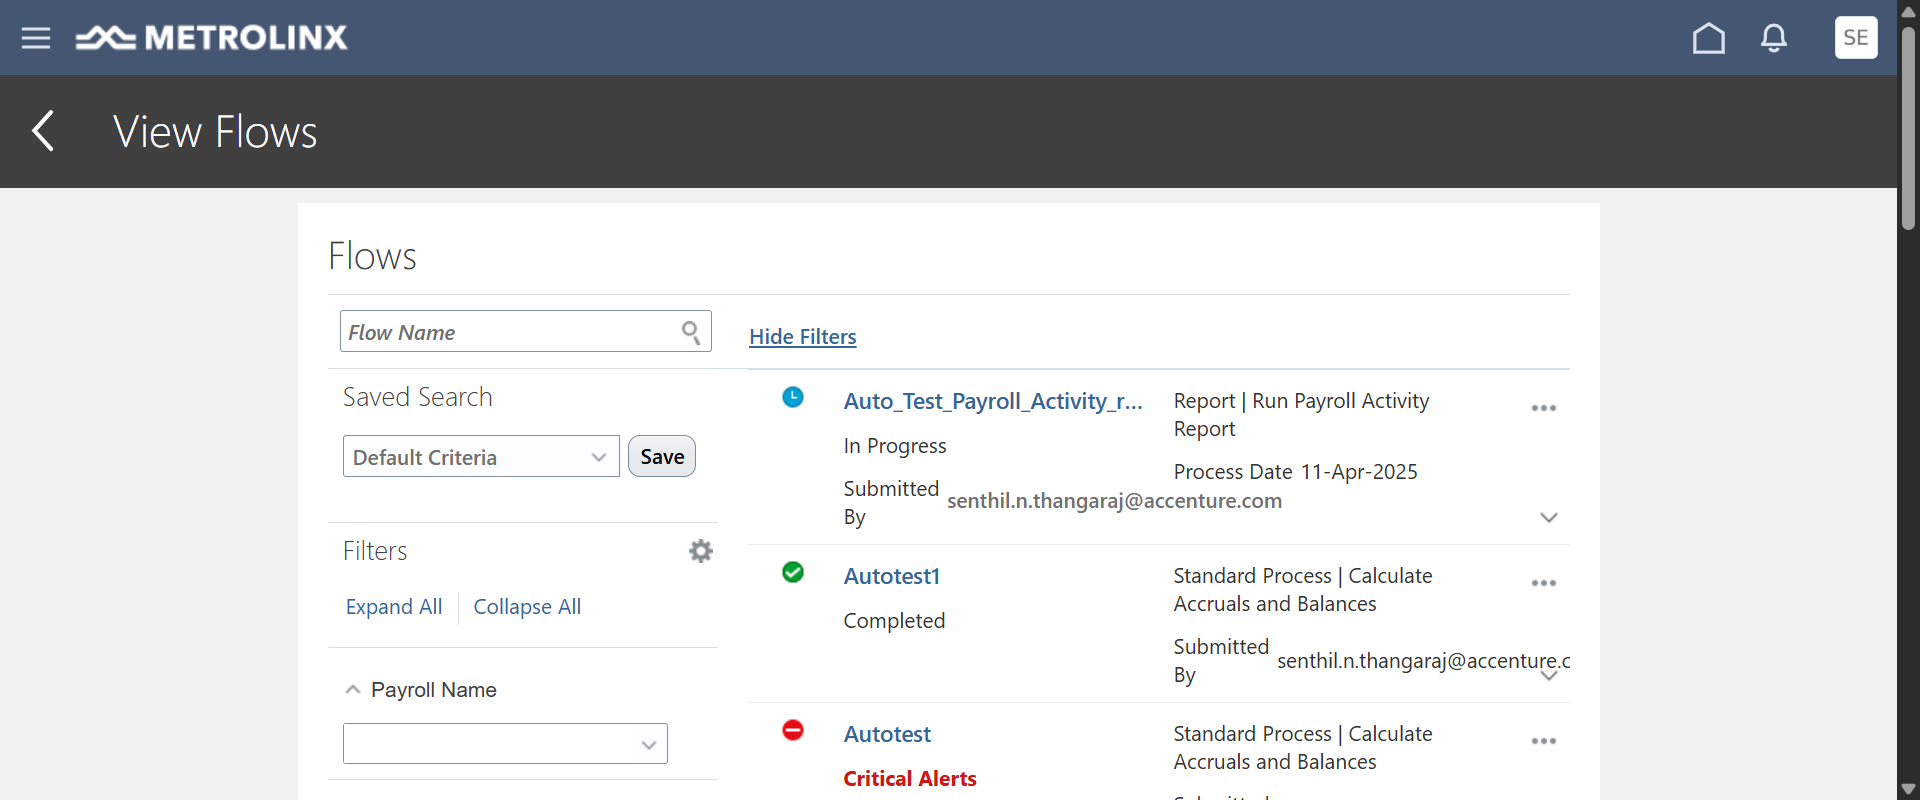 METROLINX
SE
View Flows
Flows
Flow Name
Hide Filters
Saved Search
Default Criteria
Save
Filters
Expand All
Collapse All
Payroll Name
Auto_Test_Payroll_Activity_r...
In Progress
Submitted
By
senthil.n.thangaraj@accenture.com
Report | Run Payroll Activity
Report
Process Date 11-Apr-2025
Autotest1
Completed
Standard Process | Calculate
Accruals and Balances
Submitted
By
senthil.n.thangaraj@accenture.c
Autotest
Critical Alerts
Standard Process | Calculate
Accruals and Balances